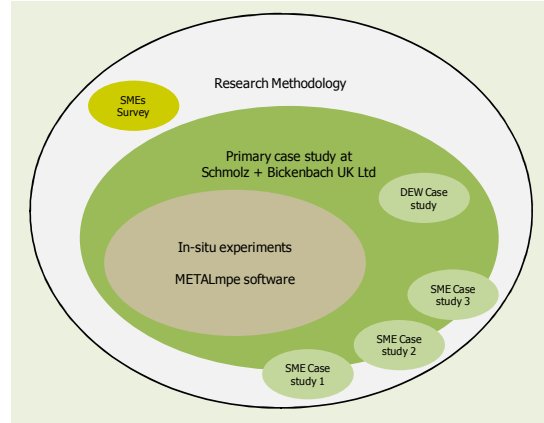 Research Methodology
SMEs
Survey
Primary case study at
Schmolz + Bickenbach UK Ltd
DEW Case
study
In-situ experiments
METALmpe software
SME Case
study 3
SME Case
study 2
SME Case
study 1